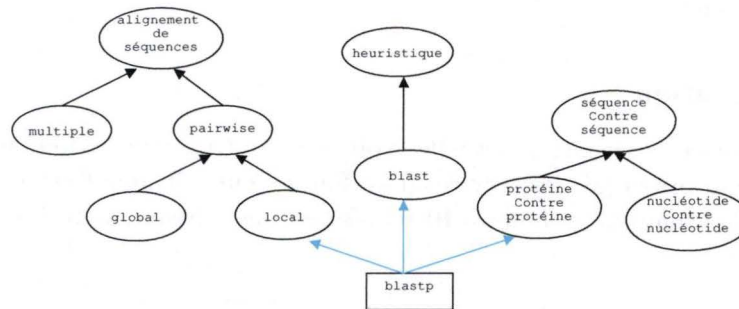 alignement
de
séquences
heuristique
séquence
Contre
séquence
multiple
pairwise
blast
protéine
Contre
protéine
nucléotide
Contre
nucléotide
global
local
blastp